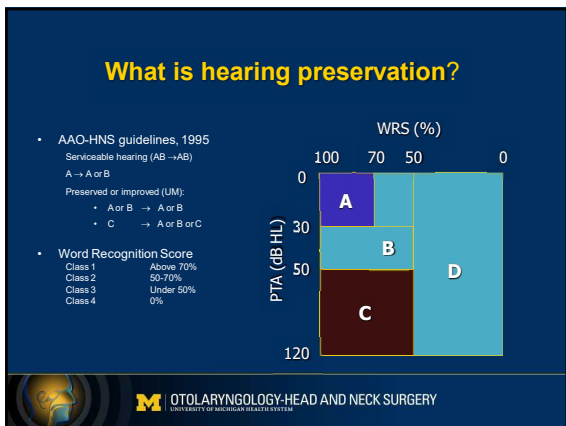 What is hearing preservation?
• AAO-HNS guidelines, 1995
Serviceable hearing (AB →AB)
A → A or B
Preserved or improved (UM):
• A or B → A or B
• C → A or B or C
• Word Recognition Score
Class 1 Above 70%
Class 2 50-70%
Class 3 Under 50%
Class 4 0%
WRS (%)
100 70 50 0
0
A
30
B
PTA (dB HL)
50
D
C
120
M OTOLARYNGOLOGY-HEAD AND NECK SURGERY
UNIVERSITY OF MICHIGAN HEALTH SYSTEM